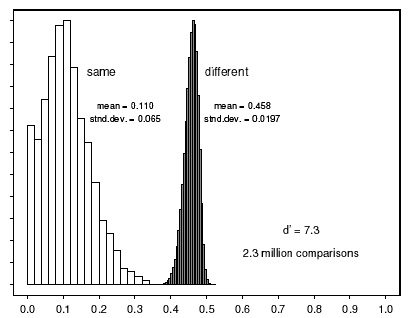 same
different
mean = 0.110
stnd.dev. = 0.065
mean = 0.458
stnd.dev. = 0.0197
d' = 7.3
2.3 million comparisons
0.0 0.1 0.2 0.3 0.4 0.5 0.6 0.7 0.8 0.9 1.0